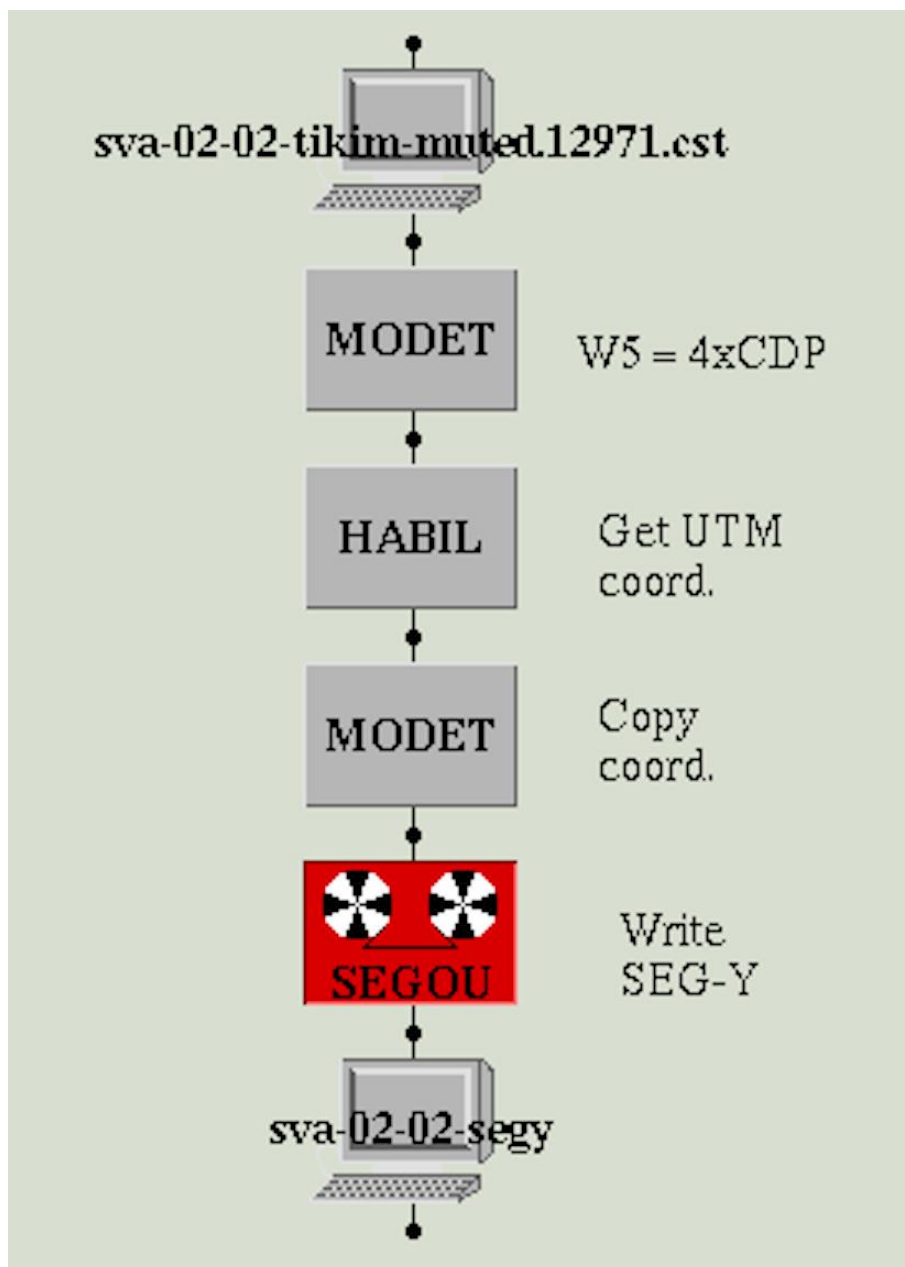 sva-02-02-tikim-muted.12971.cst
MODET
W5 = 4xCDP
HABIL
Get UTM
coord.
MODET
Copy
coord.
SEGOU
Write
SEG-Y
sva-02-02-segy